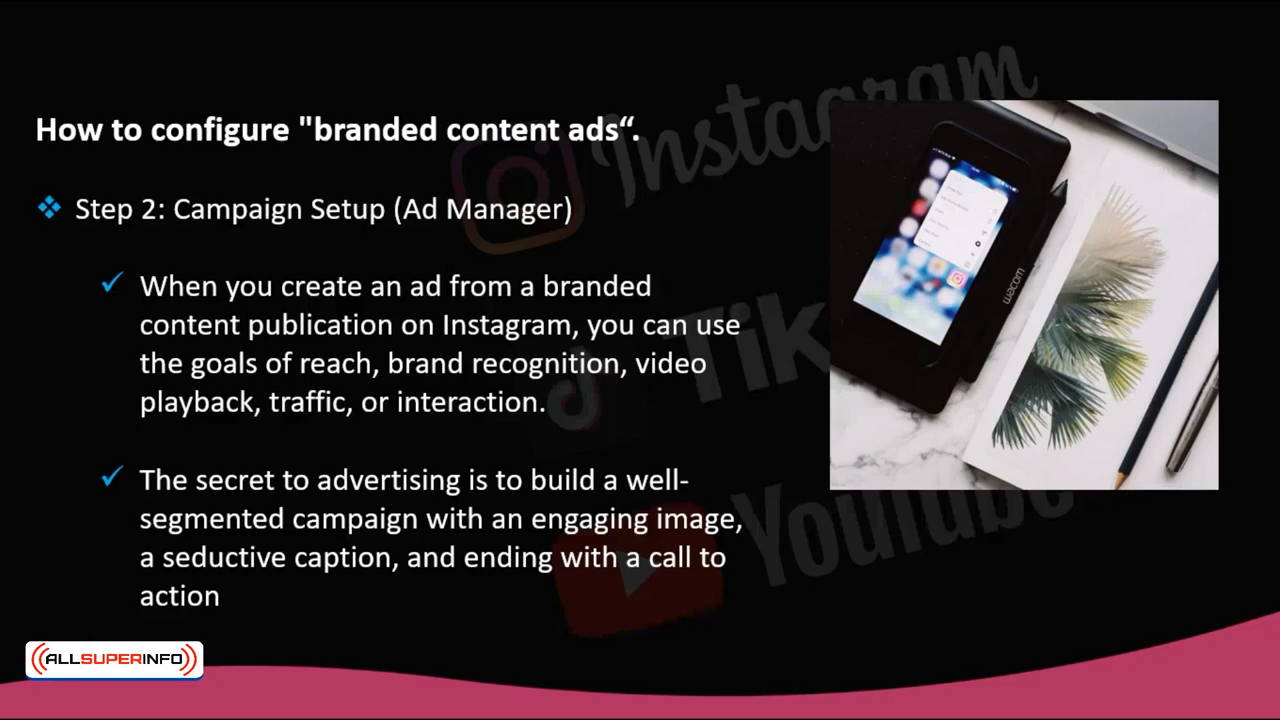 How to configure "branded content ads“.
Step 2: Campaign Setup (Ad Manager)
When you create an ad from a branded
content publication on Instagram, you can use
the goals of reach, brand recognition, video
playback, traffic, or interaction.
The secret to advertising is to build a well-
segmented campaign with an engaging image,
a seductive caption, and ending with a call to
action
Instagram
Tik
Youtube
wacom
ALLSUPERINFO